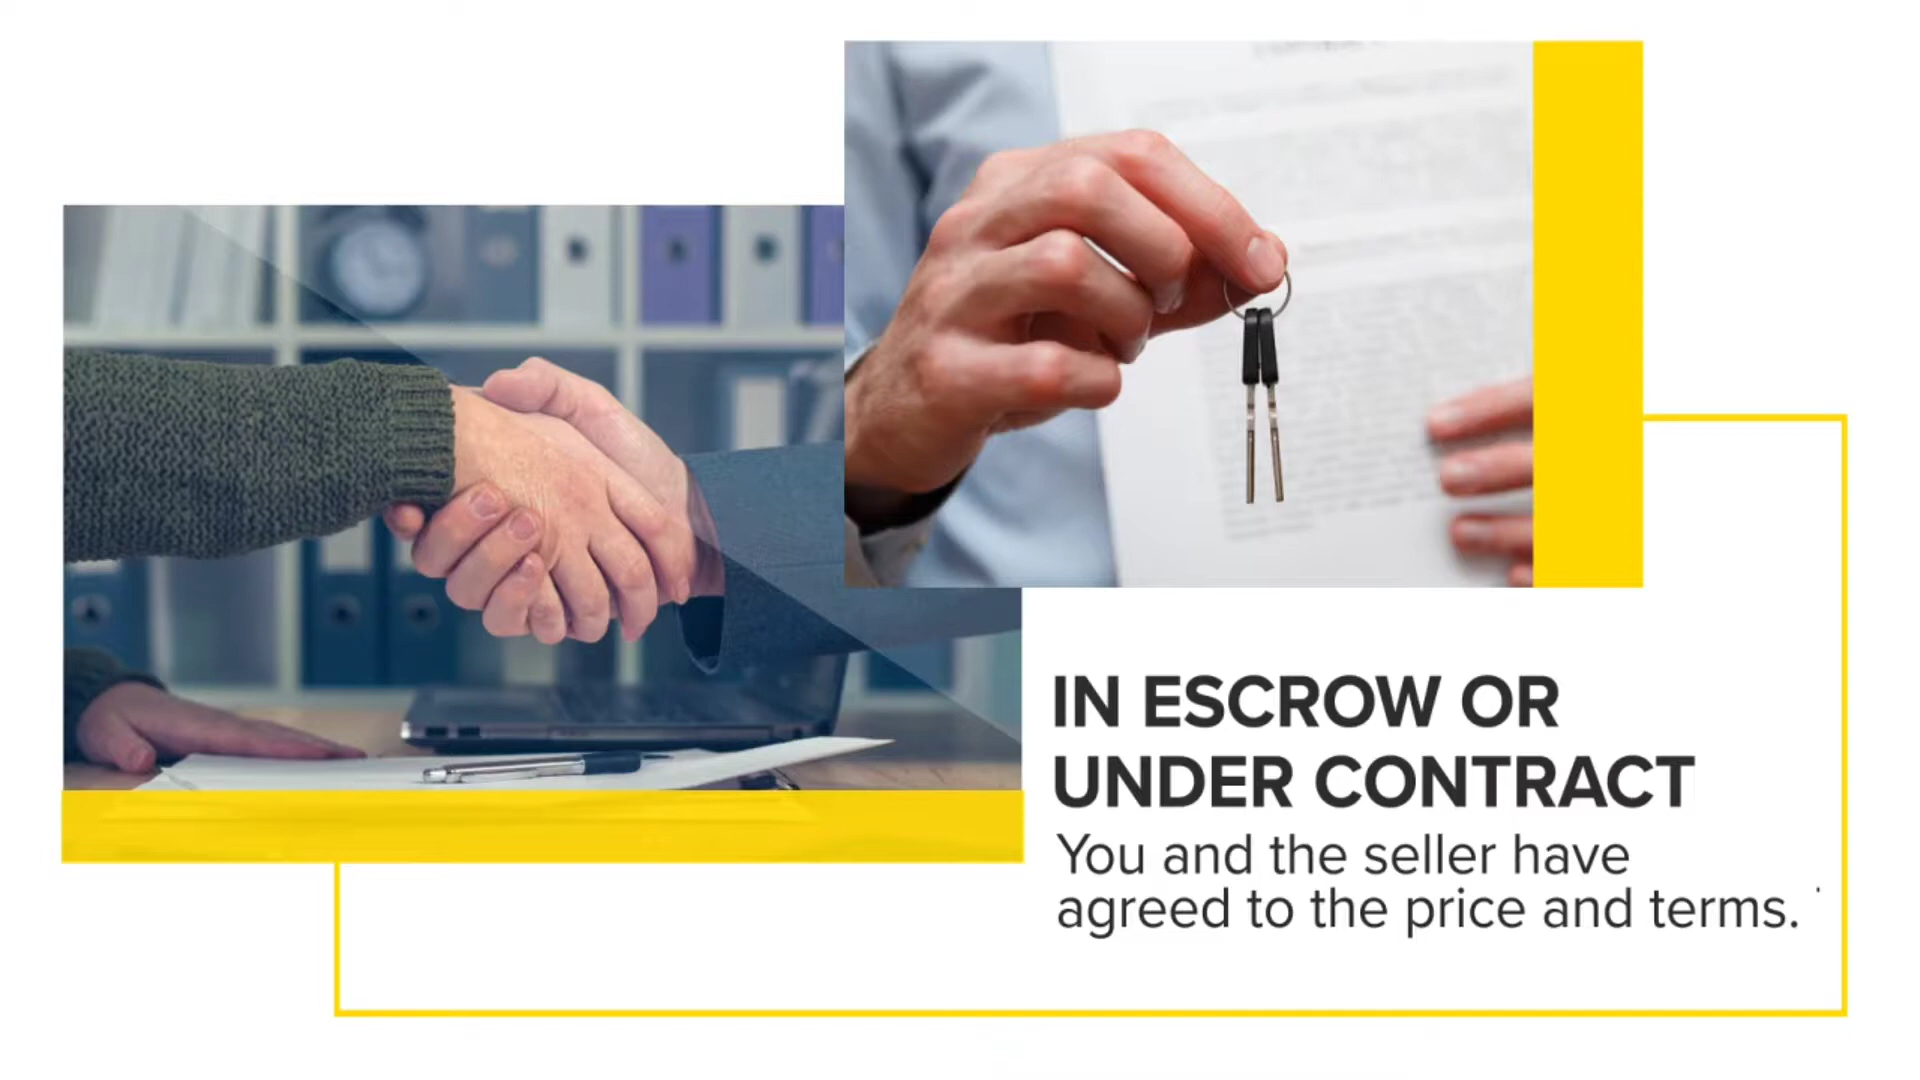 IN ESCROW OR
UNDER CONTRACT
You and the seller have
agreed to the price and terms.